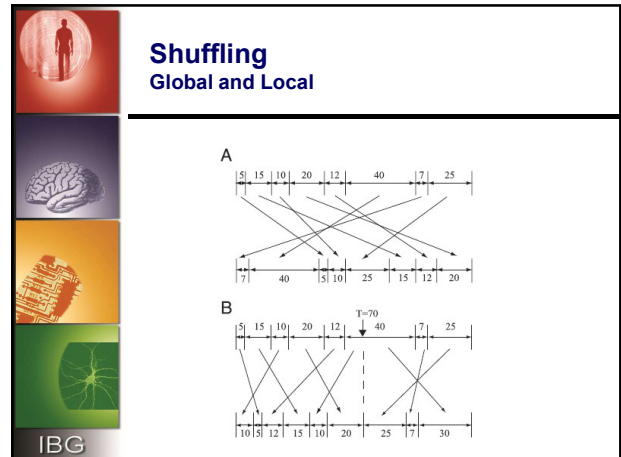 Shuffling
Global and Local
A
5 15 10 20 12 40 7 25
7 40 5 10 25 15 12 20
B
T=70
5 15 10 20 12 40 7 25
10 5 12 15 10 20 25 7 30
IBG